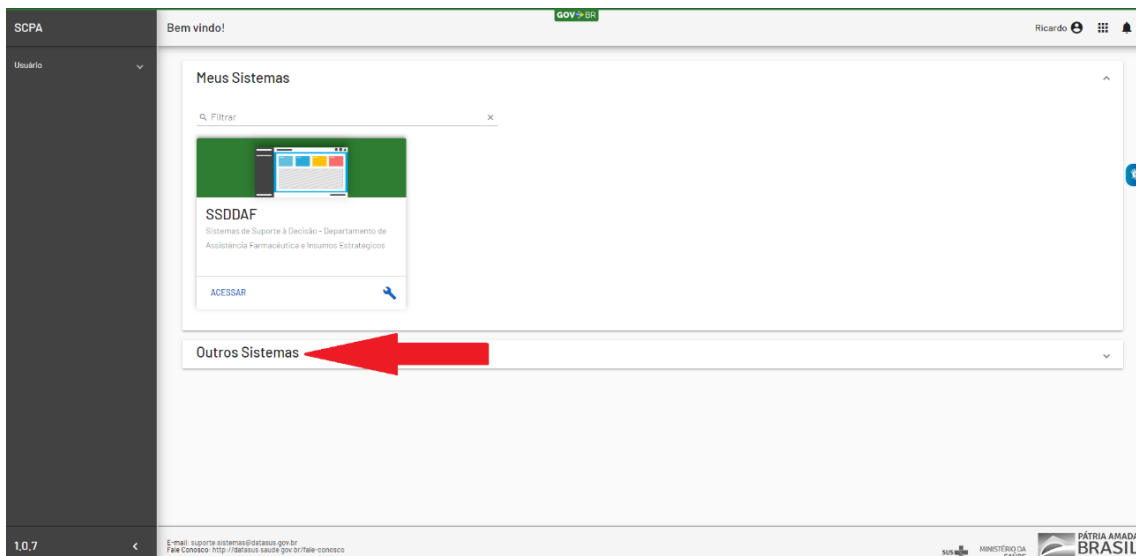 GOV BR
SCPA
Bem vindo!
Ricardo
Usuário
Meus Sistemas
Filtrar
SSDDAF
Sistemas de Suporte à Decisão - Departamento de
Assistência Farmacêutica e Insumos Estratégicos
ACESSAR
Outros Sistemas
1.0.7
E-mail: suporte.sistemas@datasus.gov.br
Fale Conosco: http://datasus.saude.gov.br/fale-conosco
SUS
MINISTÉRIO DA
SAÚDE
PÁTRIA AMADA
BRASIL